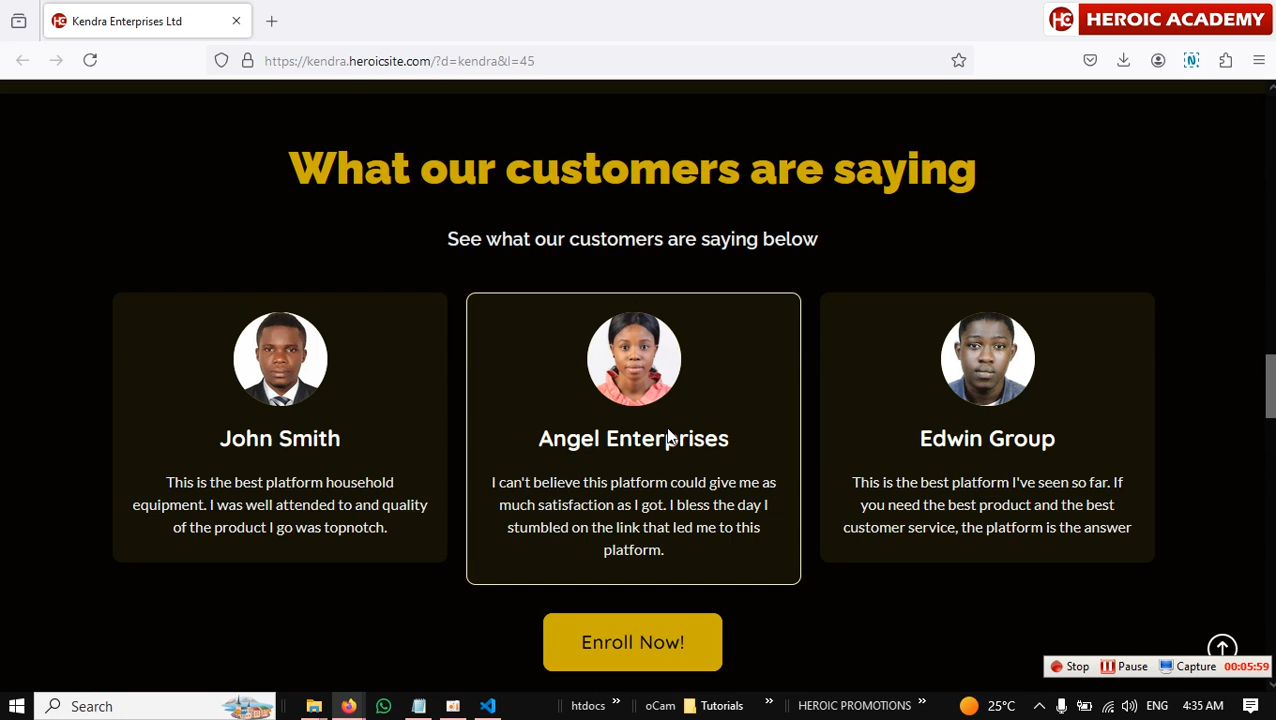 Kendra Enterprises Ltd
HEROIC ACADEMY
https://kendra.heroicsite.com/?d=kendra&l=45
What our customers are saying
See what our customers are saying below
John Smith
This is the best platform household
equipment. I was well attended to and quality
of the product I go was topnotch.
Angel Enterprises
I can't believe this platform could give me as
much satisfaction as I got. I bless the day I
stumbled on the link that led me to this
platform.
Edwin Group
This is the best platform I've seen so far. If
you need the best product and the best
customer service, the platform is the answer
Enroll Now!
Stop Pause Capture 00:05:59
Search
htdocs » oCam Tutorials » HEROIC PROMOTIONS » 25°C ENG 4:35 AM